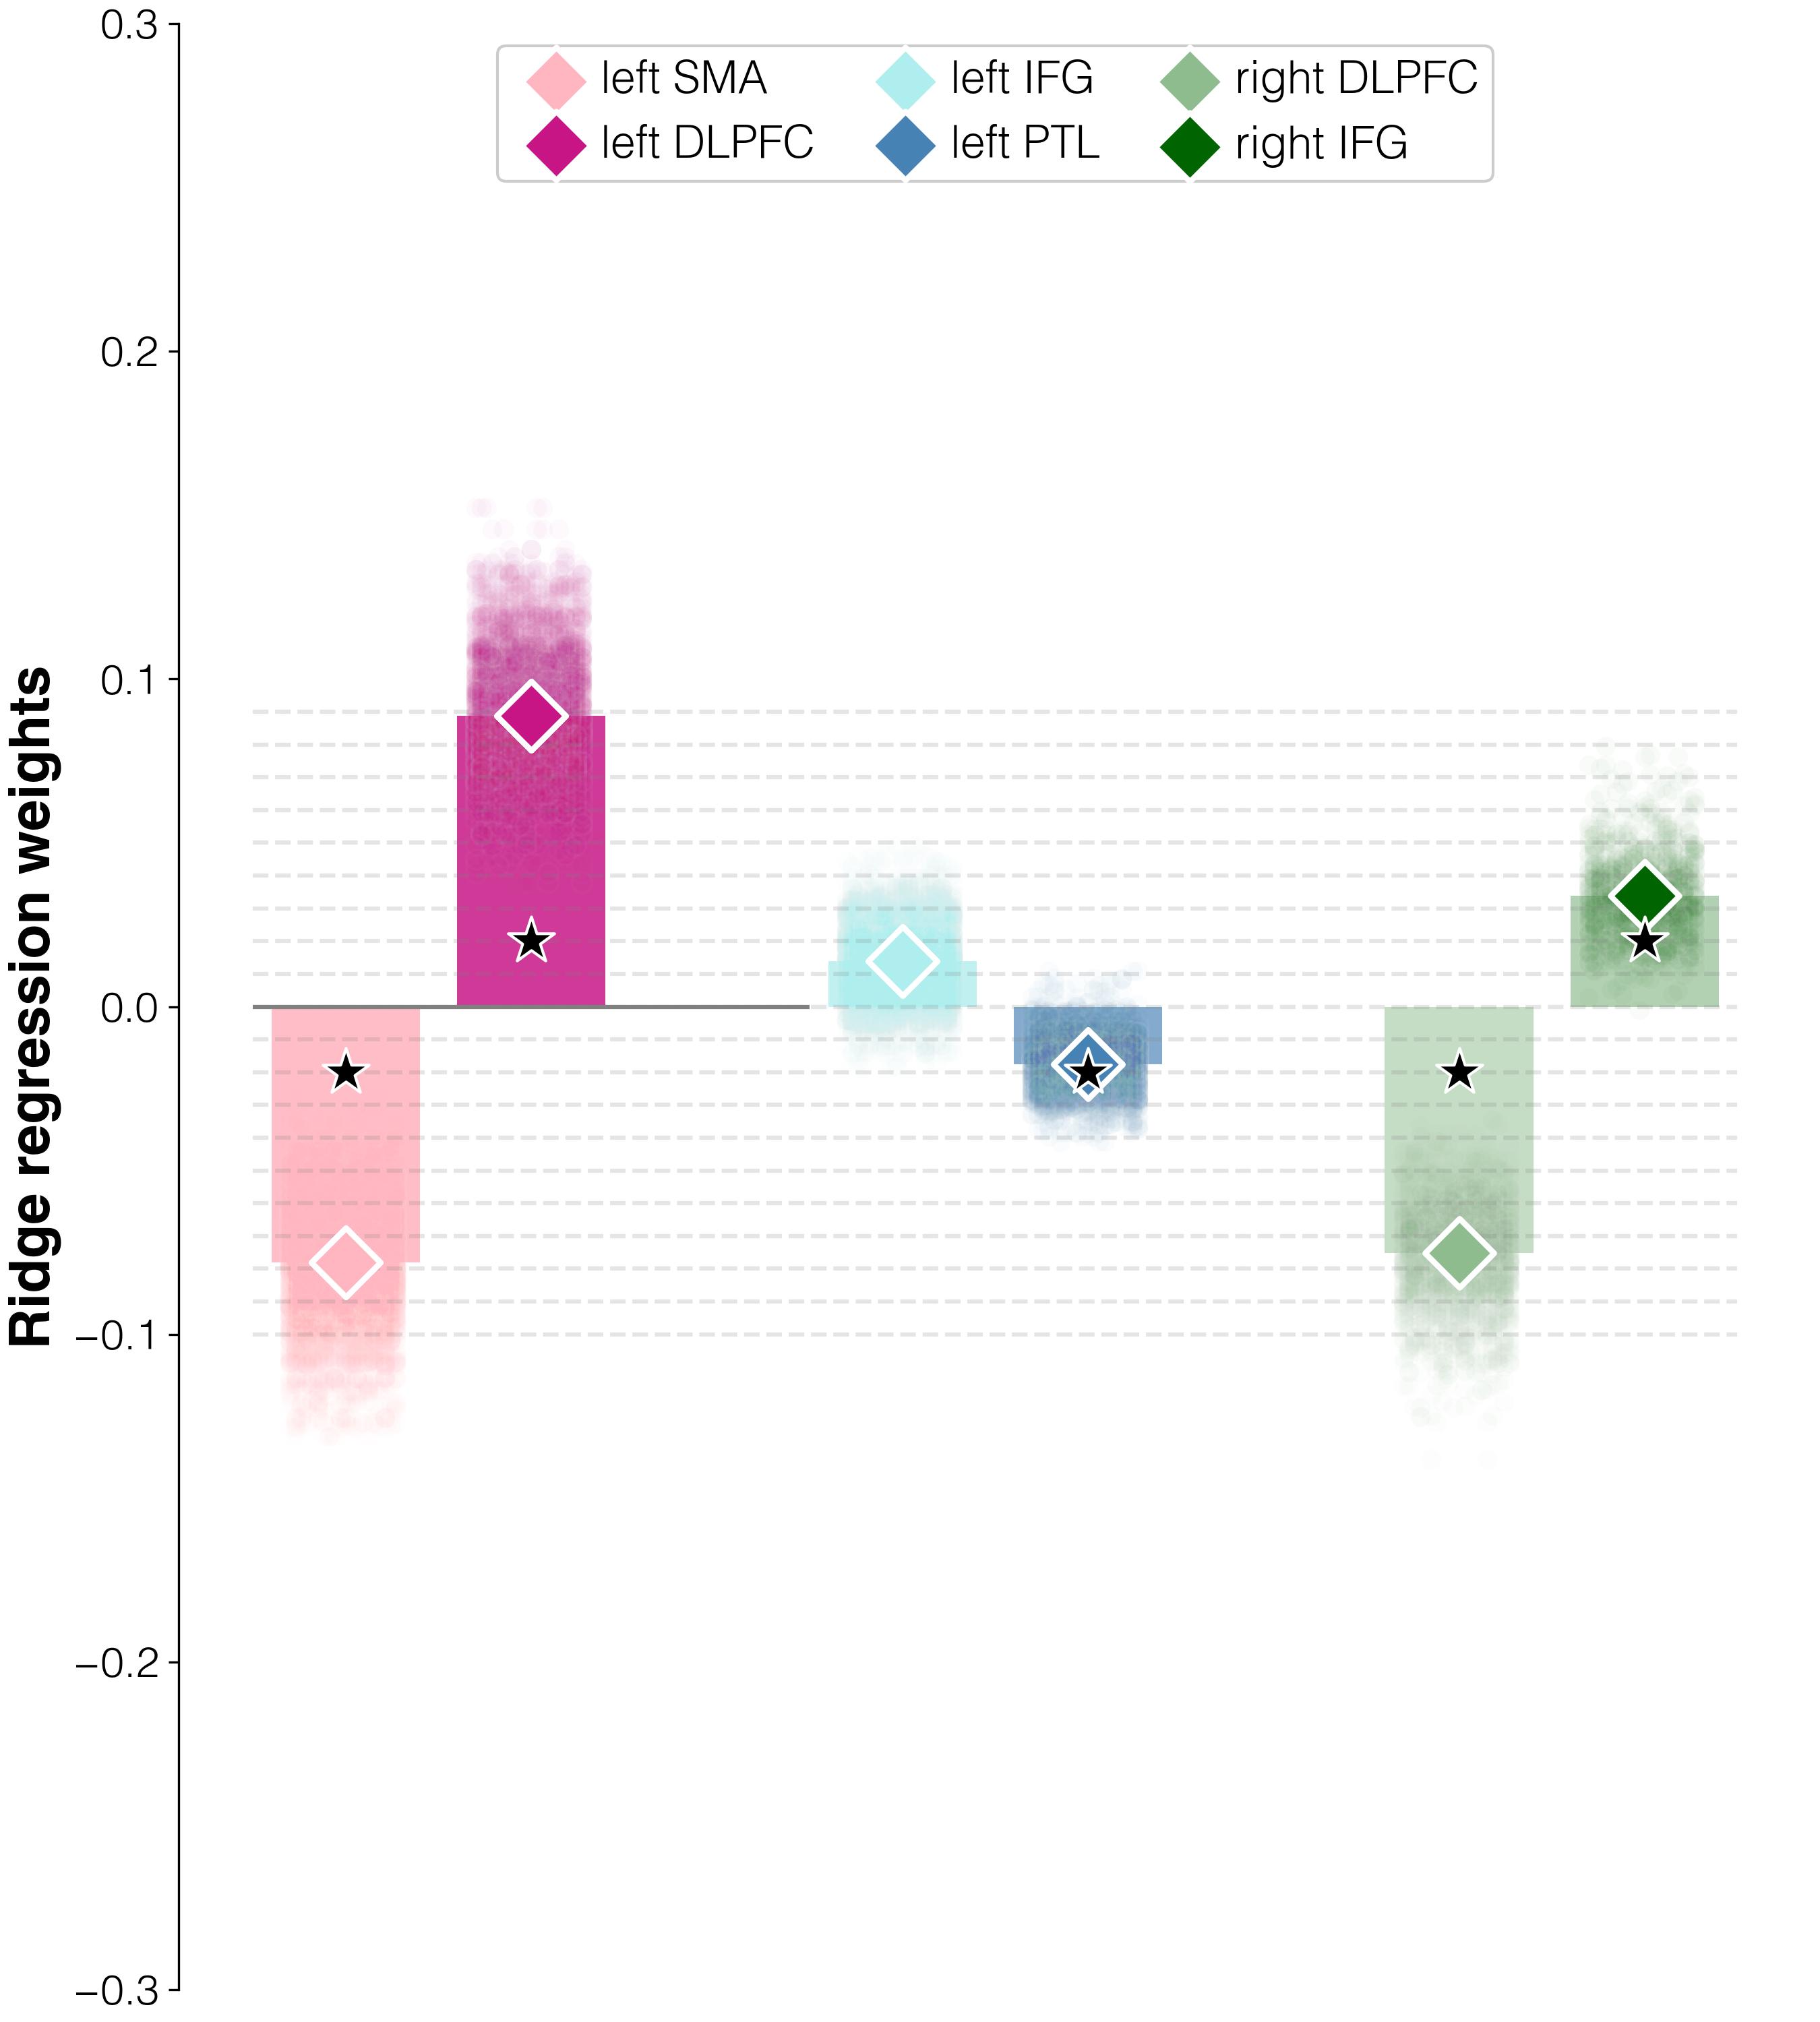 0.3
left SMA
left IFG
right DLPFC
left DLPFC
left PTL
right IFG
0.2
0.1
0.0
−0.1
−0.2
−0.3
Ridge regression weights